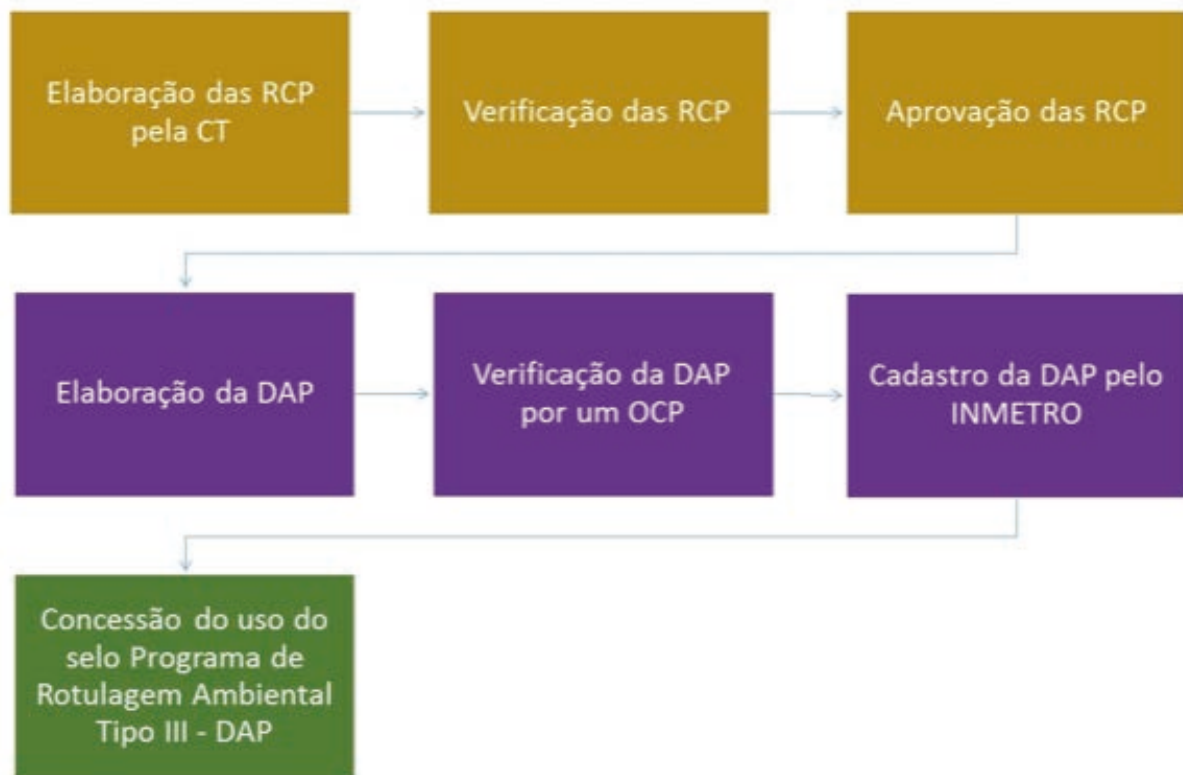 Elaboração das RCP
pela CT
Verificação das RCP
Aprovação das RCP
Elaboração da DAP
Verificação da DAP
por um OCP
Cadastro da DAP pelo
INMETRO
Concessão do uso do
selo Programa de
Rotulagem Ambiental
Tipo III - DAP